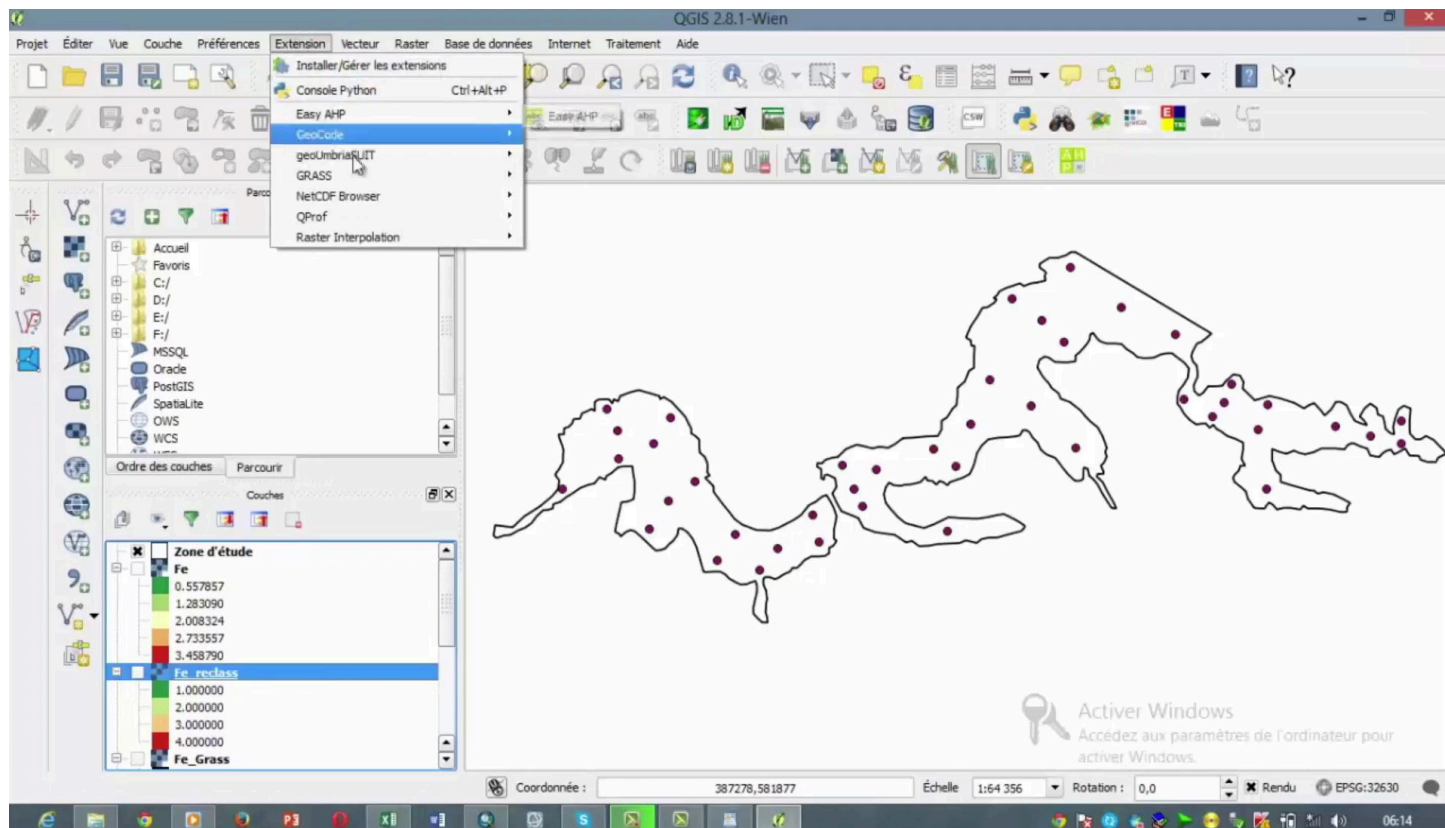 QGIS 2.8.1-Wien
Projet Éditer Vue Couche Préférences Extension Vecteur Raster Base de données Internet Traitement Aide
Installer/Gérer les extensions
Console Python Ctrl+Alt+P
Easy AHP
GeoCode
geoUmbriaSUIT
GRASS
NetCDF Browser
QProf
Raster Interpolation
Easy AHP
CSW
Accueil
Favoris
C:/
D:/
E:/
F:/
MSSQL
Oracle
PostGIS
SpatiaLite
OWS
WCS
Ordre des couches Parcourir
Couches
Zone d'étude
Fe
0.557857
1.283090
2.008324
2.733557
3.458790
Fe_reclass
1.000000
2.000000
3.000000
4.000000
Fe_Grass
Activer Windows
Accédez aux paramètres de l'ordinateur pour
activer Windows.
Coordonnée : 387278,581877 Échelle 1:64 356 Rotation : 0,0 Rendu EPSG:32630
06:14